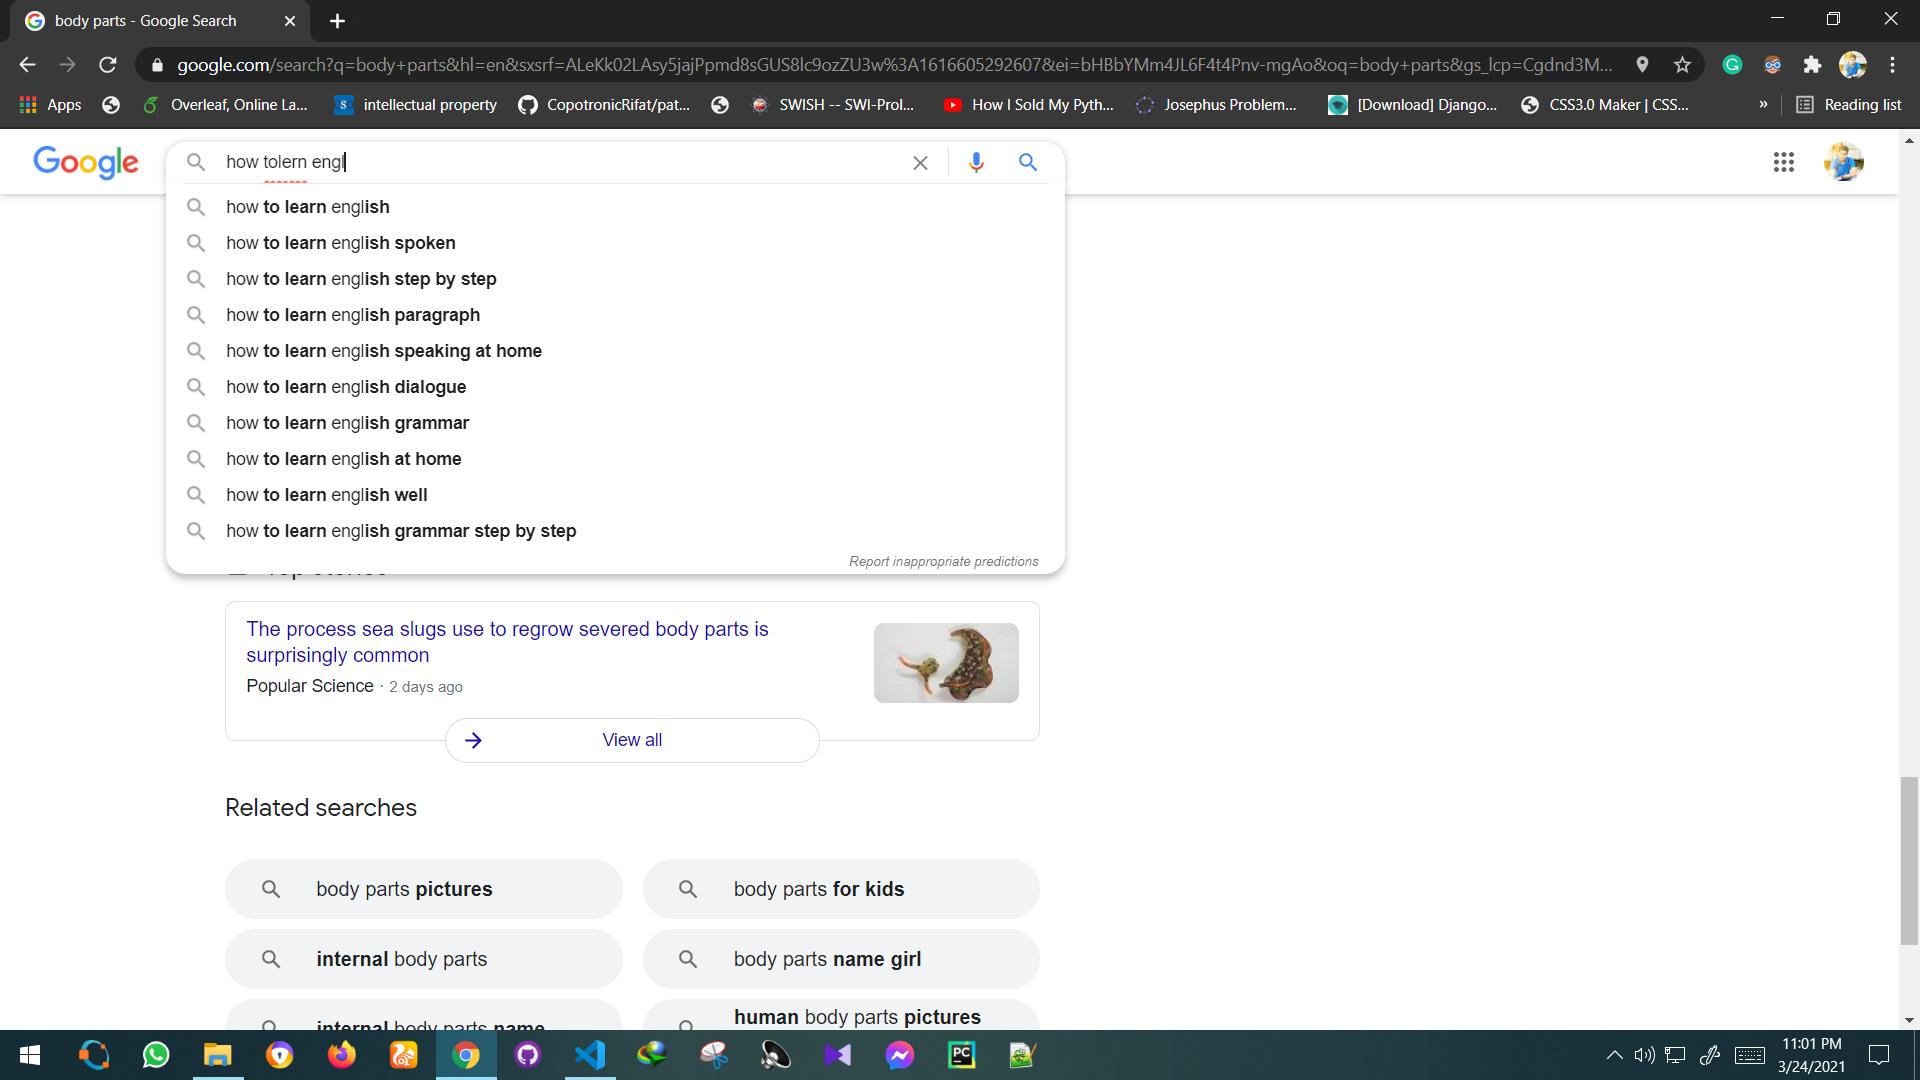 body parts - Google Search
google.com/search?q=body+parts&hl=en&sxsrf=ALeKk02LAsy5jajPpmd8sGUS8lc9ozZU3w%3A1616605292607&ei=bHBbYMm4JL6F4t4Pnv-mgAo&oq=body+parts&gs_lcp=Cgdnd3M...
Apps Overleaf, Online La... intellectual property CopotronicRifat/pat... SWISH -- SWI-Prol... How I Sold My Pyth... Josephus Problem... [Download] Django... CSS3.0 Maker | CSS... » Reading list
Google how tolern engl
how to learn english
how to learn english spoken
how to learn english step by step
how to learn english paragraph
how to learn english speaking at home
how to learn english dialogue
how to learn english grammar
how to learn english at home
how to learn english well
how to learn english grammar step by step
Report inappropriate predictions
The process sea slugs use to regrow severed body parts is
surprisingly common
Popular Science · 2 days ago
View all
Related searches
body parts pictures body parts for kids
internal body parts body parts name girl
internal body parts name human body parts pictures
11:01 PM
3/24/2021